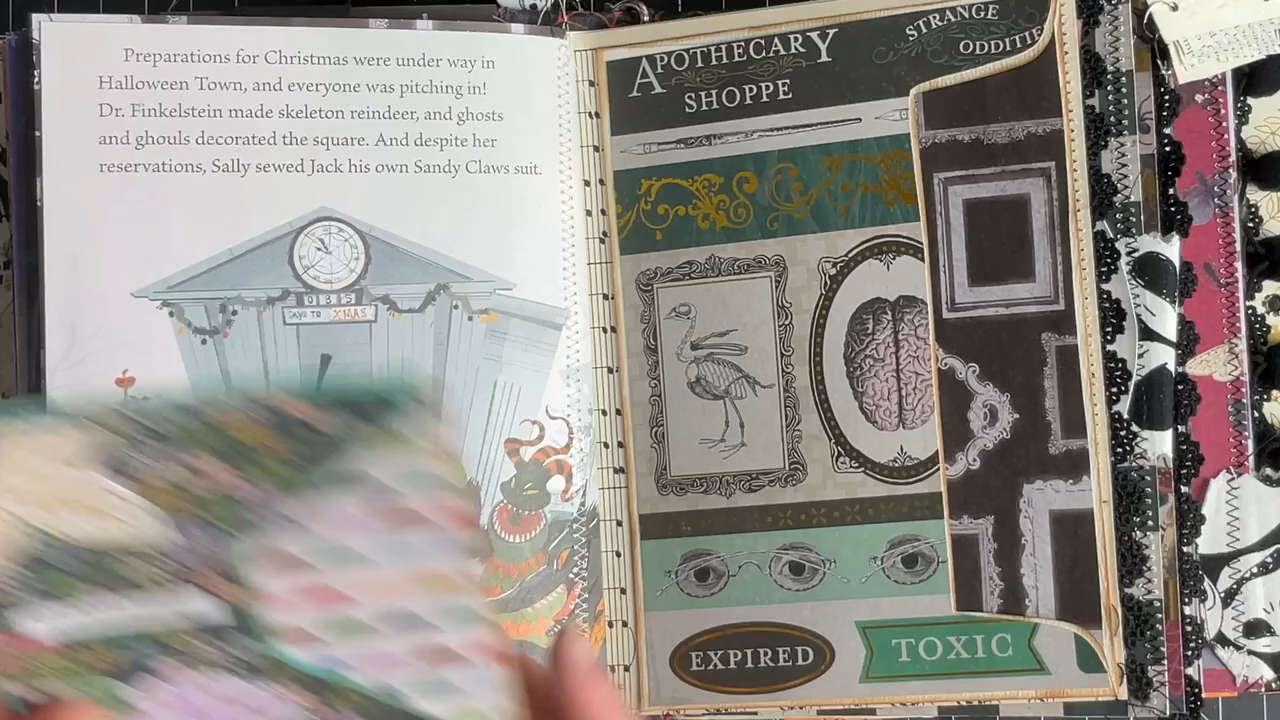 Preparations for Christmas were under way in
Halloween Town, and everyone was pitching in!
Dr. Finkelstein made skeleton reindeer, and ghosts
and ghouls decorated the square. And despite her
reservations, Sally sewed Jack his own Sandy Claws suit.
035
DAYS TO XMAS
APOTHECARY
SHOPPE
STRANGE
ODDITIE
EXPIRED
TOXIC